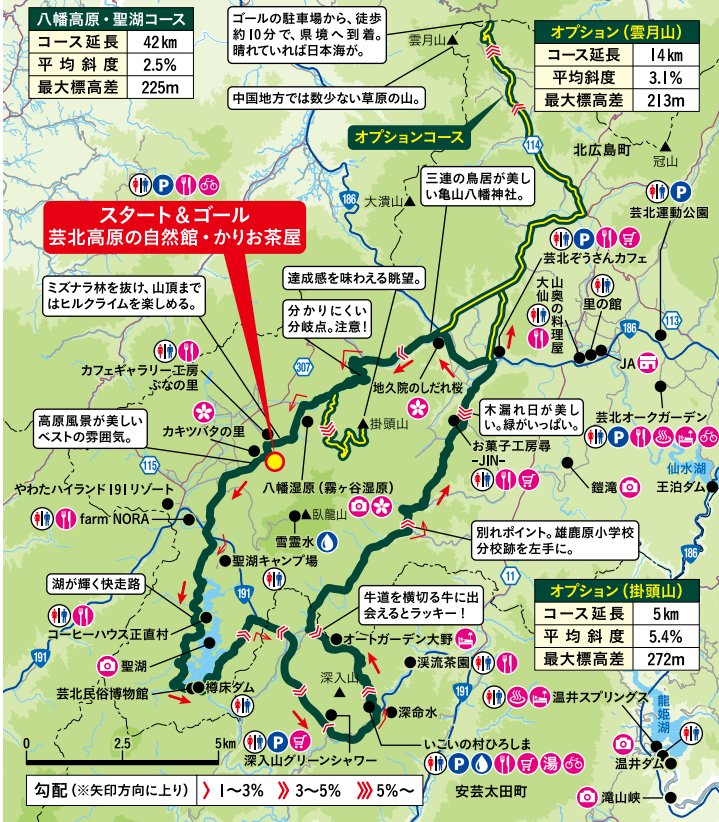 八幡高原・聖湖コース
コース延長 42km
平均斜度 2.5%
最大標高差 225m
ゴールの駐車場から、徒歩
約10分で、県境へ到着。
晴れていれば日本海が。
雲月山
中国地方では数少ない草原の山。
オプション(雲月山)
コース延長 14km
平均斜度 3.1%
最大標高差 213m
オプションコース
114
北広島町
冠山
三連の鳥居が美し
い亀山八幡神社。
186
大潰山
P
P
芸北運動公園
スタート&ゴール
芸北高原の自然館・かりお茶屋
P
芸北ぞうさんカフェ
ミズナラ林を抜け、山頂まで
はヒルクライムを楽しめる。
達成感を味わえる眺望。
分かりにくい
分岐点。注意!
大仙
山奥の料理屋
里の館
113
186
307
カフェギャラリー工房
ぶなの里
地久院のしだれ桜
JA
木漏れ日が美し
い。緑がいっぱい。
芸北オークガーデン
P
高原風景が美しい
ベストの雰囲気。
カキツバタの里
掛頭山
お菓子工房尋
-JIN-
仙水湖
115
八幡湿原(霧ヶ谷湿原)
鎧滝
王泊ダム
やわたハイランド191リゾート
farm NORA
臥龍山
雪霊水
別れポイント。雄鹿原小学校
分校跡を左手に。
186
聖湖キャンプ場
湖が輝く快走路
191
11
牛道を横切る牛に出
会えるとラッキー!
オプション(掛頭山)
コース延長 5km
平均斜度 5.4%
最大標高差 272m
コーヒーハウス正直村
オートガーデン大野
191
聖湖
渓流茶園
深入山
191
芸北民俗博物館
樽床ダム
温井スプリングス
龍姫湖
深命水
0 2.5 5km
P
深入山グリーンシャワー
いこいの村ひろしま
P 湯
温井ダム
安芸太田町
滝山峡
勾配(※矢印方向に上り) 1〜3% 3〜5% 5%〜